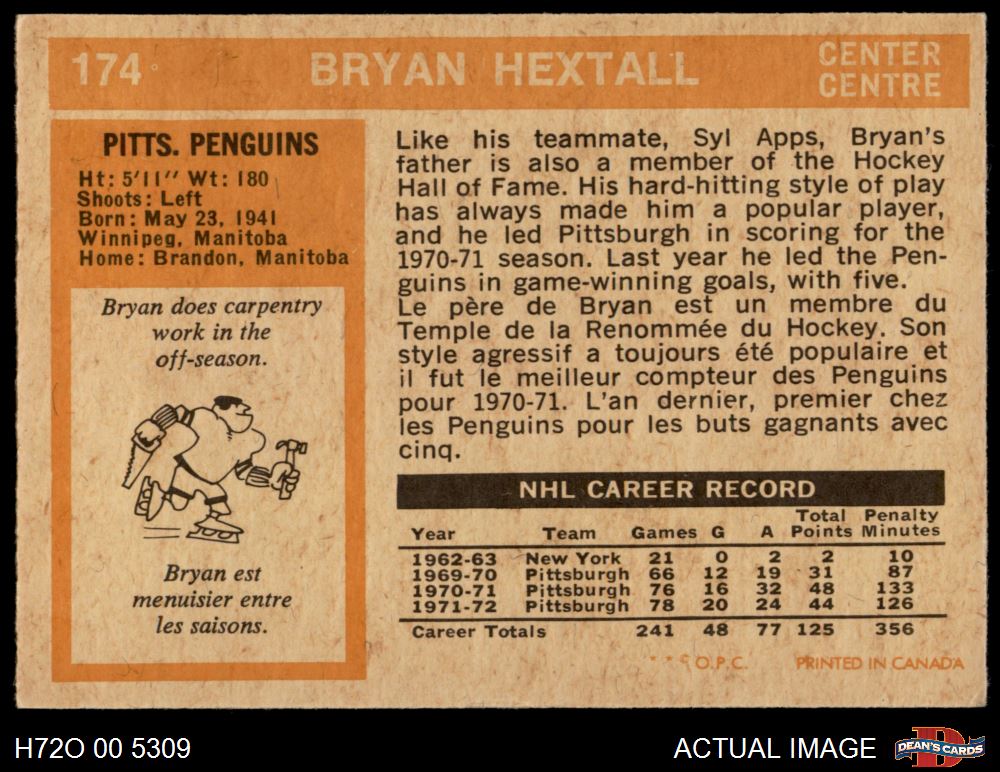 174 BRYAN HEXTALL CENTER
CENTRE
PITTS. PENGUINS
Ht: 5'11'' Wt: 180
Shoots: Left
Born: May 23, 1941
Winnipeg, Manitoba
Home: Brandon, Manitoba
Bryan does carpentry
work in the
off-season.
Bryan est
menuisier entre
les saisons.
Like his teammate, Syl Apps, Bryan's
father is also a member of the Hockey
Hall of Fame. His hard-hitting style of play
has always made him a popular player,
and he led Pittsburgh in scoring for the
1970-71 season. Last year he led the Pen-
guins in game-winning goals, with five.
Le père de Bryan est un membre du
Temple de la Renommée du Hockey. Son
style agressif a toujours été populaire et
il fut le meilleur compteur des Penguins
pour 1970-71. L'an dernier, premier chez
les Penguins pour les buts gagnants avec
cinq.
NHL CAREER RECORD
Year Team Games G A Total Points Penalty Minutes
1962-63 New York 21 0 2 2 10
1969-70 Pittsburgh 66 12 19 31 87
1970-71 Pittsburgh 76 16 32 48 133
1971-72 Pittsburgh 78 20 24 44 126
Career Totals 241 48 77 125 356
* * © O.P.C. PRINTED IN CANADA
H72O 00 5309 ACTUAL IMAGE DEAN'S CARDS